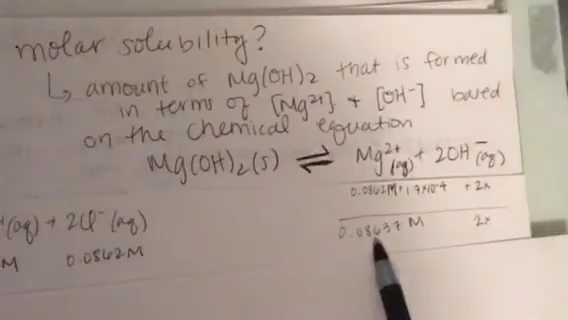 molar solubility?
↳ amount of Mg(OH)2 that is formed
in terms of [Mg²⁺] + [OH⁻] based
on the chemical equation
Mg(OH)2(s) ⇌ Mg²⁺(aq) + 2OH⁻(aq)
0.0862M + 1.7×10⁻⁴ + 2x
0.08637 M 2x
(aq) + 2Cl⁻(aq)
M 0.0862M